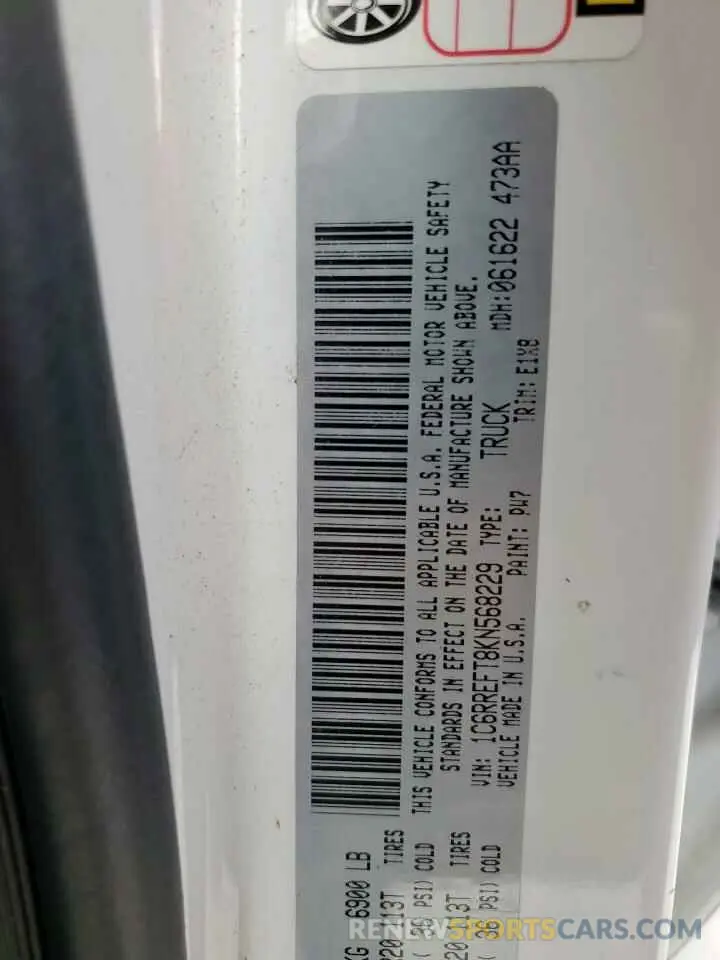 MDH:061622 473AA
THIS VEHICLE CONFORMS TO ALL APPLICABLE U.S.A. FEDERAL MOTOR VEHICLE SAFETY
STANDARDS IN EFFECT ON THE DATE OF MANUFACTURE SHOWN ABOVE.
VIN: 1C6RREFT8KN568229 TYPE: TRUCK
VEHICLE MADE IN U.S.A. PAINT: PW7 TRIM: E1X8
KG 6900 LB
13T TIRES
PSI) COLD
13T TIRES
PSI) COLD
RENEWSPORTSCARS.COM